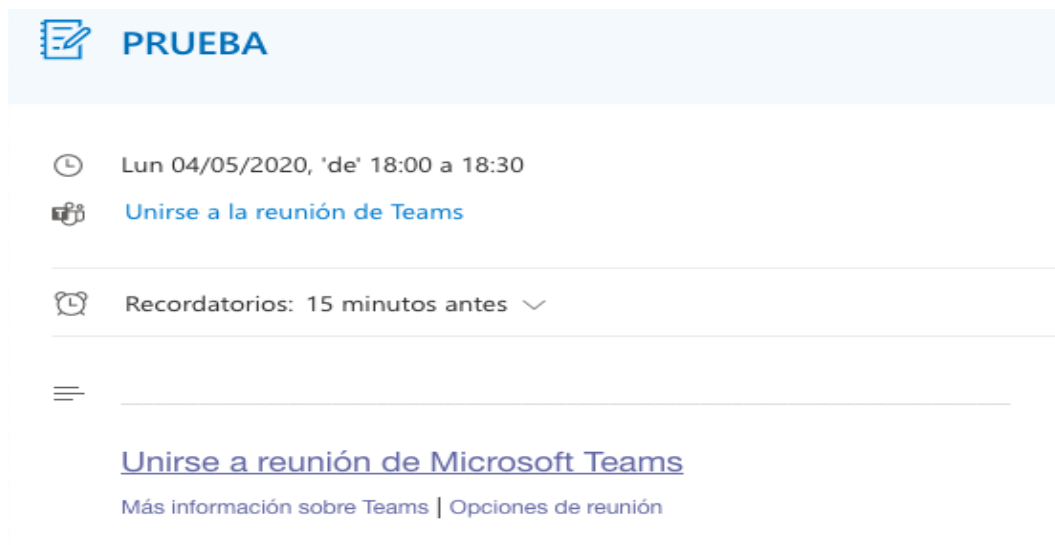 PRUEBA
Lun 04/05/2020, 'de' 18:00 a 18:30
Unirse a la reunión de Teams
Recordatorios: 15 minutos antes
Unirse a reunión de Microsoft Teams
Más información sobre Teams | Opciones de reunión